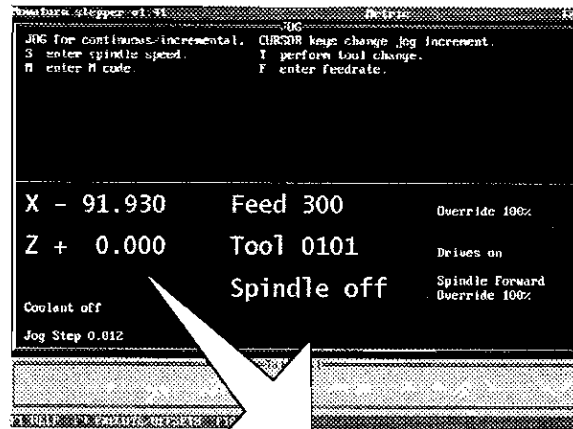 JOG
JOG for continuous/incremental. CURSOR keys change jog increment.
S enter spindle speed. T perform tool change.
M enter M code. F enter feedrate.
X - 91.930 Feed 300 Override 100%
Z + 0.000 Tool 0101 Drives on
Spindle off Spindle Forward
Override 100%
Coolant off
Jog Step 0.012